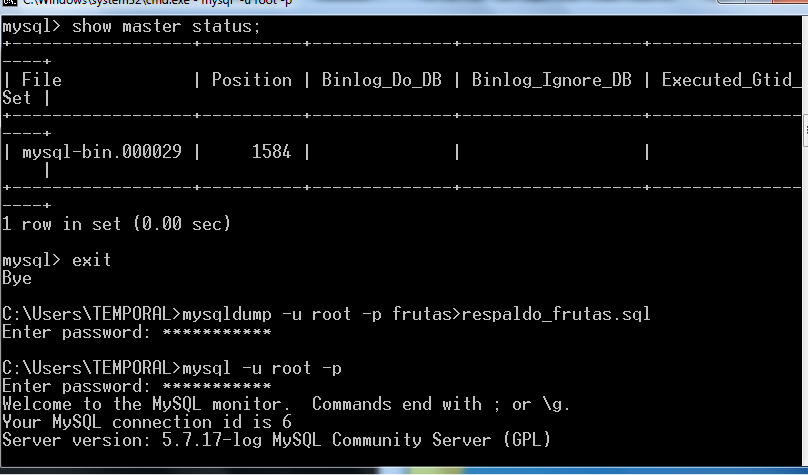 C:\Windows\system32\cmd.exe - mysql -u root -p
mysql> show master status;
+------------------+----------+--------------+------------------+---------------
----+
| File             | Position | Binlog_Do_DB | Binlog_Ignore_DB | Executed_Gtid_
Set |
+------------------+----------+--------------+------------------+---------------
----+
| mysql-bin.000029 |     1584 |              |                  |
    |
+------------------+----------+--------------+------------------+---------------
----+
1 row in set (0.00 sec)
mysql> exit
Bye
C:\Users\TEMPORAL>mysqldump -u root -p frutas>respaldo_frutas.sql
Enter password: ***********
C:\Users\TEMPORAL>mysql -u root -p
Enter password: ***********
Welcome to the MySQL monitor.  Commands end with ; or \g.
Your MySQL connection id is 6
Server version: 5.7.17-log MySQL Community Server (GPL)